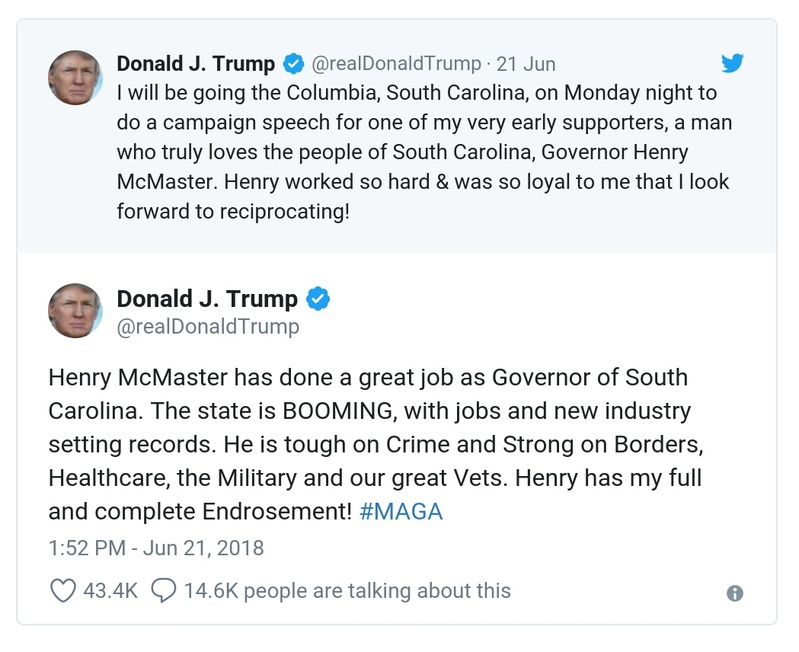 Donald J. Trump @realDonaldTrump · 21 Jun
I will be going the Columbia, South Carolina, on Monday night to
do a campaign speech for one of my very early supporters, a man
who truly loves the people of South Carolina, Governor Henry
McMaster. Henry worked so hard & was so loyal to me that I look
forward to reciprocating!
Donald J. Trump
@realDonaldTrump
Henry McMaster has done a great job as Governor of South
Carolina. The state is BOOMING, with jobs and new industry
setting records. He is tough on Crime and Strong on Borders,
Healthcare, the Military and our great Vets. Henry has my full
and complete Endrosement! #MAGA
1:52 PM - Jun 21, 2018
43.4K 14.6K people are talking about this